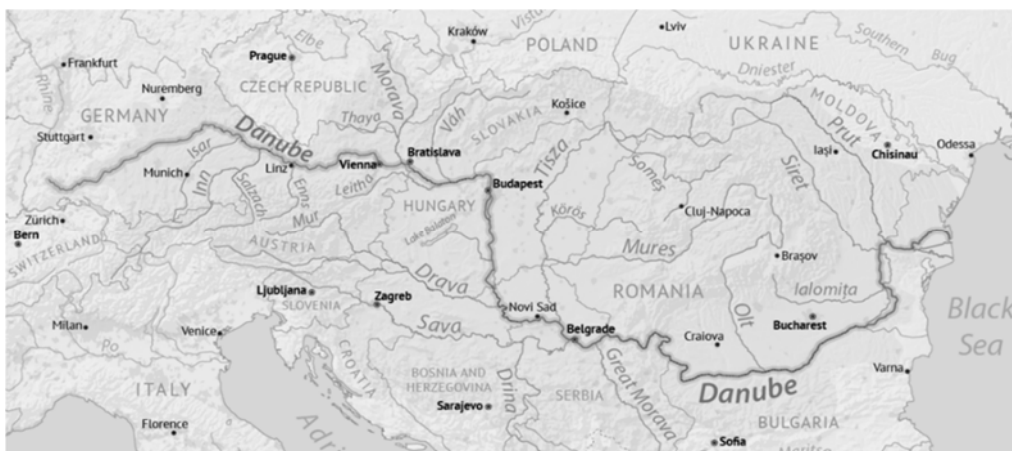 Kraków
Vistu
Lviv
POLAND
UKRAINE
Southern
Bug
Elbe
Prague
Frankfurt
Rhine
Dniester
Nuremberg
CZECH REPUBLIC
Morava
MOLDOVA
GERMANY
Košice
Váh
SLOVAKIA
Thaya
Danube
Prut
Stuttgart
Iași
Chisinau
Odessa
Isar
Vienna
Bratislava
Tisza
Siret
Munich
Linz
Inn
Salzach
Enns
Leitha
Budapest
Someș
HUNGARY
Cluj-Napoca
Zürich
Bern
Mur
Körös
Lake Balaton
SWITZERLAND
AUSTRIA
Mures
Brașov
Drava
Ljubljana
SLOVENIA
Zagreb
ROMANIA
Ialomița
Novi Sad
Olt
Black
Sea
Milan
Venice
Sava
Belgrade
Craiova
Bucharest
Po
CROATIA
BOSNIA AND
HERZEGOVINA
Drina
SERBIA
Great Morava
Danube
Varna
ITALY
Sarajevo
Florence
Adri
BULGARIA
Sofia
Maritsa